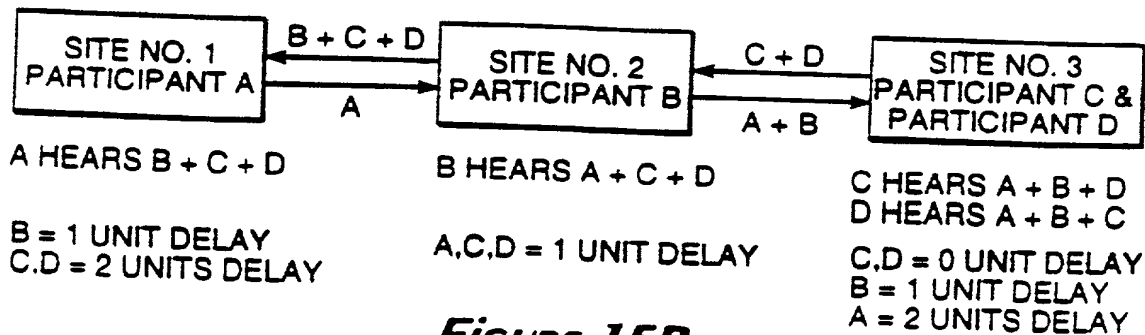 SITE NO. 1
PARTICIPANT A
B + C + D
A
SITE NO. 2
PARTICIPANT B
C + D
A + B
SITE NO. 3
PARTICIPANT C &
PARTICIPANT D
A HEARS B + C + D
B = 1 UNIT DELAY
C,D = 2 UNITS DELAY
B HEARS A + C + D
A,C,D = 1 UNIT DELAY
C HEARS A + B + D
D HEARS A + B + C
C,D = 0 UNIT DELAY
B = 1 UNIT DELAY
A = 2 UNITS DELAY